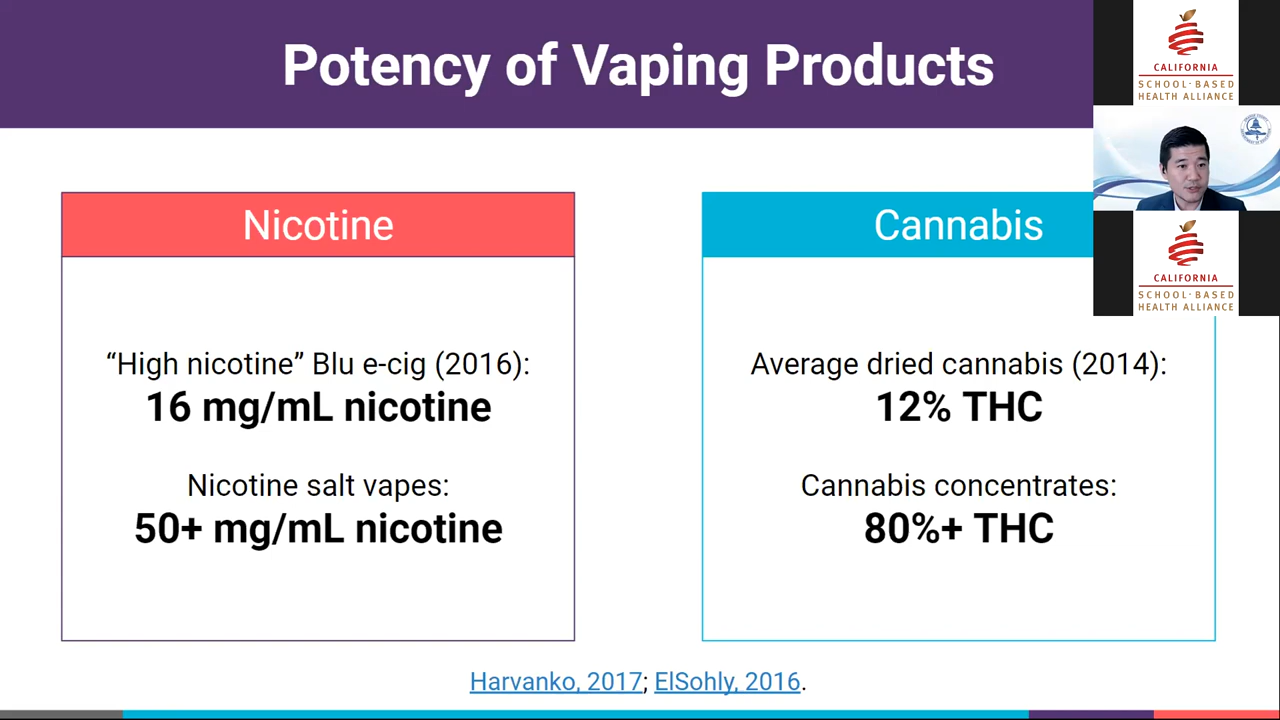 Potency of Vaping Products
Nicotine
“High nicotine” Blu e-cig (2016):
16 mg/mL nicotine
Nicotine salt vapes:
50+ mg/mL nicotine
Cannabis
Average dried cannabis (2014):
12% THC
Cannabis concentrates:
80%+ THC
Harvanko, 2017; ElSohly, 2016.
CALIFORNIA
SCHOOL-BASED
HEALTH ALLIANCE
CALIFORNIA
SCHOOL-BASED
HEALTH ALLIANCE